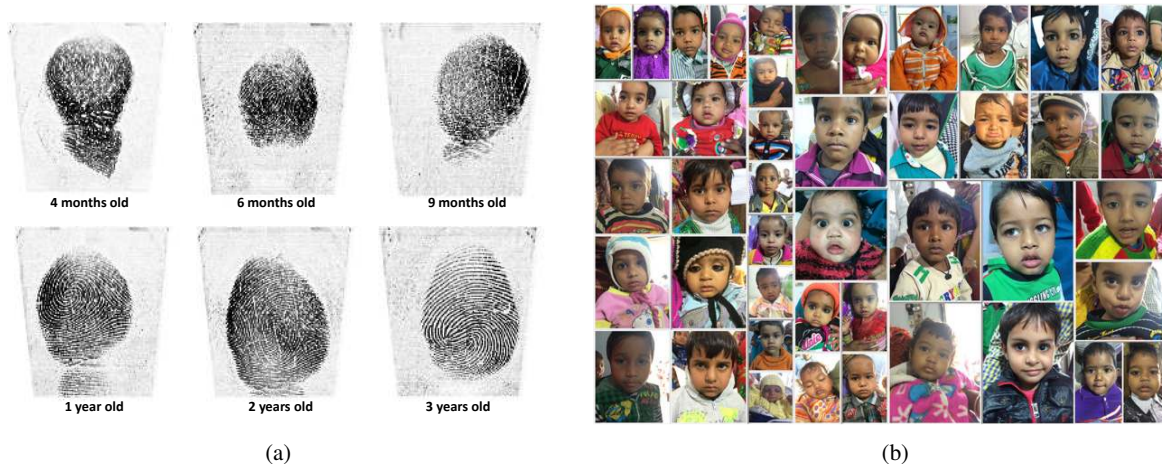 4 months old
6 months old
9 months old
1 year old
2 years old
3 years old
(a)
(b)